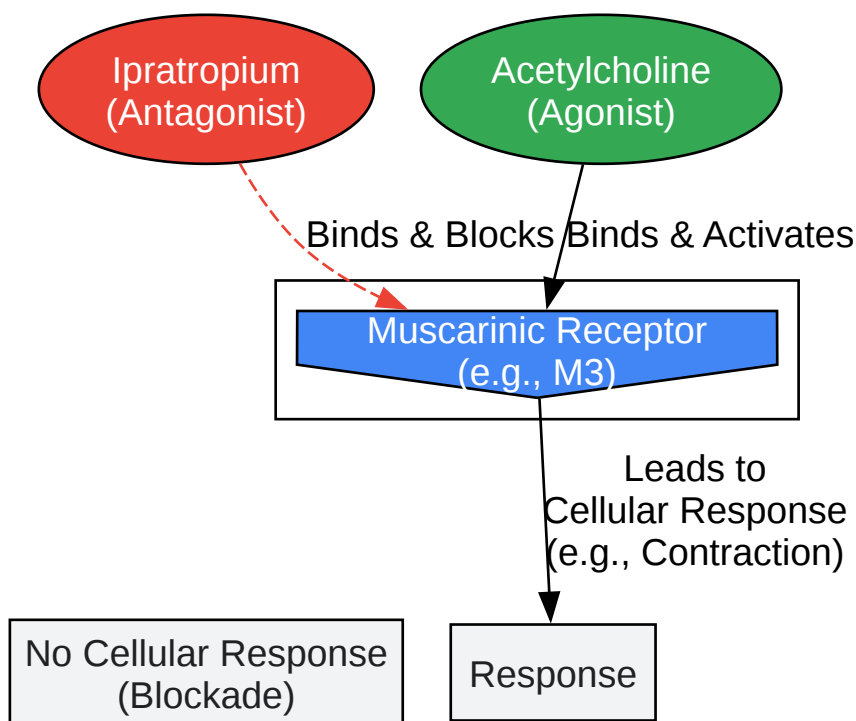 Ipratropium
(Antagonist)
Acetylcholine
(Agonist)
Binds & Blocks
Binds & Activates
Muscarinic Receptor
(e.g., M3)
Leads to
Cellular Response
(e.g., Contraction)
No Cellular Response
(Blockade)
Response